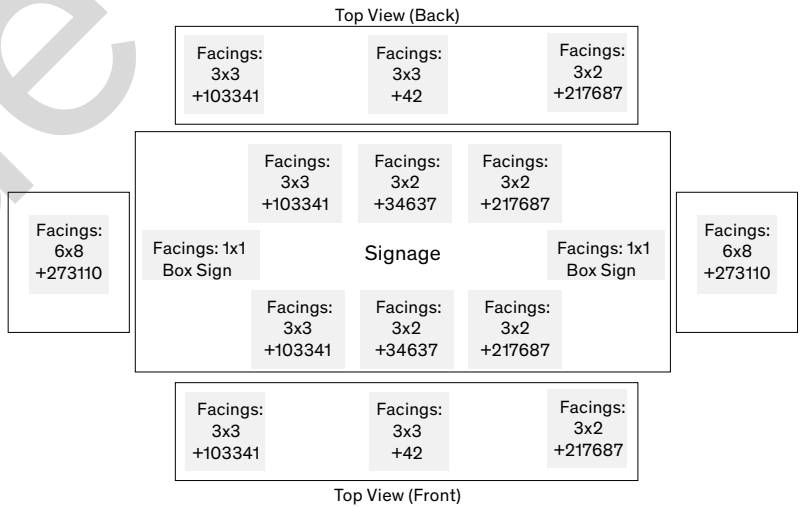 Top View (Back)
Facings:
3x3
+103341
Facings:
3x3
+42
Facings:
3x2
+217687
Facings:
3x3
+103341
Facings:
3x2
+34637
Facings:
3x2
+217687
Facings:
6x8
+273110
Facings: 1x1
Box Sign
Signage
Facings: 1x1
Box Sign
Facings:
6x8
+273110
Facings:
3x3
+103341
Facings:
3x2
+34637
Facings:
3x2
+217687
Facings:
3x3
+103341
Facings:
3x3
+42
Facings:
3x2
+217687
Top View (Front)